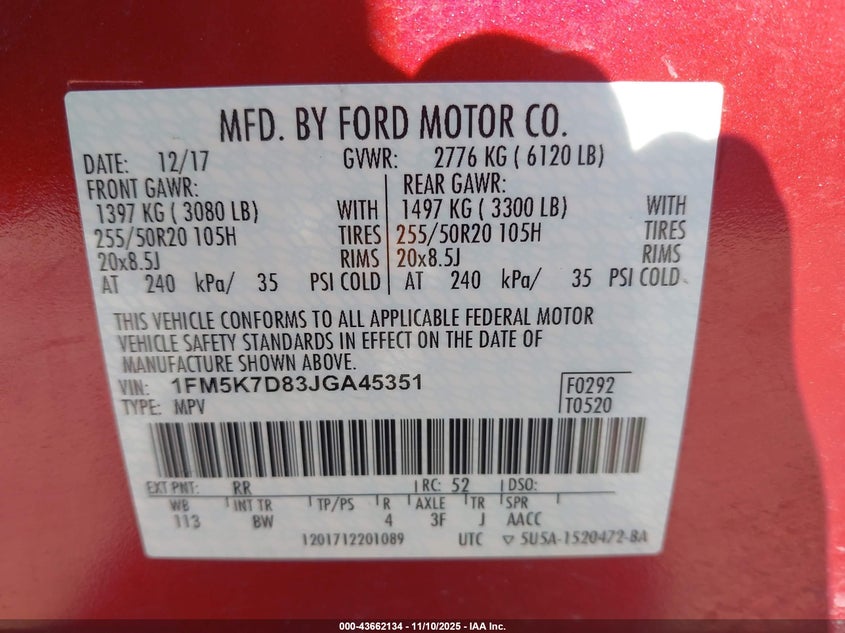 MFD. BY FORD MOTOR CO.
DATE: 12/17 GVWR: 2776 KG ( 6120 LB)
FRONT GAWR: REAR GAWR:
1397 KG ( 3080 LB) WITH 1497 KG ( 3300 LB) WITH
255/50R20 105H TIRES 255/50R20 105H TIRES
20x8.5J RIMS 20x8.5J RIMS
AT 240 kPa/ 35 PSI COLD AT 240 kPa/ 35 PSI COLD
THIS VEHICLE CONFORMS TO ALL APPLICABLE FEDERAL MOTOR
VEHICLE SAFETY STANDARDS IN EFFECT ON THE DATE OF
MANUFACTURE SHOWN ABOVE.
VIN: 1FM5K7D83JGA45351 F0292
TYPE: MPV T0520
EXT PNT: RR RC: 52 DSO:
WB INT TR TP/PS R AXLE TR SPR
113 BW 4 3F J AACC
1201712201089 UTC ▽ 5U5A-1520472-BA
000-43662134 - 11/10/2025 - IAA Inc.